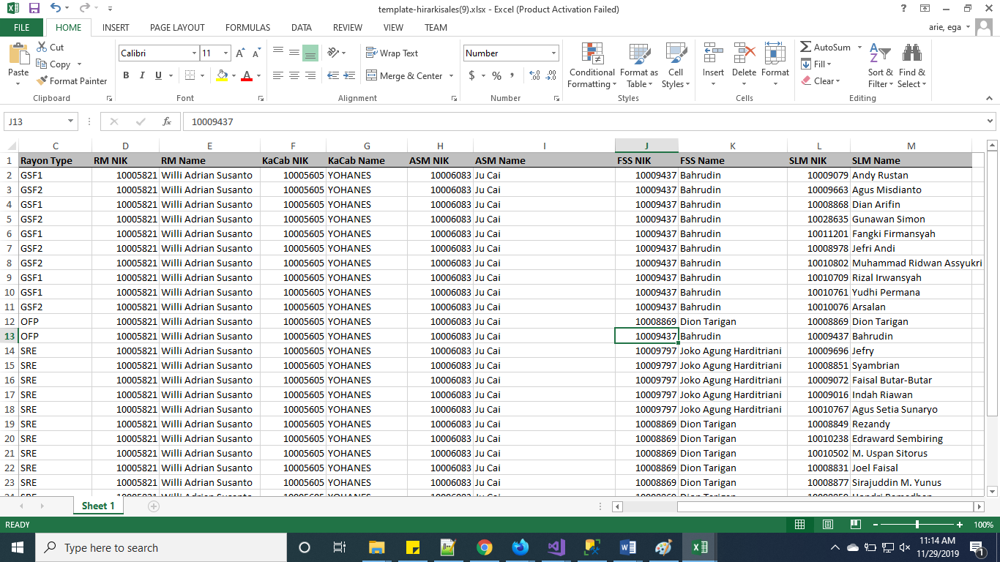 template-hirarkisales(9).xlsx - Excel (Product Activation Failed)
FILE HOME INSERT PAGE LAYOUT FORMULAS DATA REVIEW VIEW TEAM arie, ega
Cut
Copy
Format Painter
Paste
Calibri 11
B I U
Wrap Text
Merge & Center
Number
$ % ,
Conditional Formatting
Format as Table
Cell Styles
Insert Delete Format
AutoSum
Fill
Clear
Sort & Filter
Find & Select
Clipboard Font Alignment Number Styles Cells Editing
J13 fx 10009437
C D E F G H I J K L M
1 Rayon Type RM NIK RM Name KaCab NIK KaCab Name ASM NIK ASM Name FSS NIK FSS Name SLM NIK SLM Name
2 GSF1 10005821 Willi Adrian Susanto 10005605 YOHANES 10006083 Ju Cai 10009437 Bahrudin 10009079 Andy Rustan
3 GSF2 10005821 Willi Adrian Susanto 10005605 YOHANES 10006083 Ju Cai 10009437 Bahrudin 10009663 Agus Misdianto
4 GSF1 10005821 Willi Adrian Susanto 10005605 YOHANES 10006083 Ju Cai 10009437 Bahrudin 10008868 Dian Arifin
5 GSF2 10005821 Willi Adrian Susanto 10005605 YOHANES 10006083 Ju Cai 10009437 Bahrudin 10028635 Gunawan Simon
6 GSF1 10005821 Willi Adrian Susanto 10005605 YOHANES 10006083 Ju Cai 10009437 Bahrudin 10011201 Fangki Firmansyah
7 GSF2 10005821 Willi Adrian Susanto 10005605 YOHANES 10006083 Ju Cai 10009437 Bahrudin 10008978 Jefri Andi
8 GSF2 10005821 Willi Adrian Susanto 10005605 YOHANES 10006083 Ju Cai 10009437 Bahrudin 10010802 Muhammad Ridwan Assyukri
9 GSF1 10005821 Willi Adrian Susanto 10005605 YOHANES 10006083 Ju Cai 10009437 Bahrudin 10010709 Rizal Irwansyah
10 GSF1 10005821 Willi Adrian Susanto 10005605 YOHANES 10006083 Ju Cai 10009437 Bahrudin 10010761 Yudhi Permana
11 GSF2 10005821 Willi Adrian Susanto 10005605 YOHANES 10006083 Ju Cai 10009437 Bahrudin 10010076 Arsalan
12 OFP 10005821 Willi Adrian Susanto 10005605 YOHANES 10006083 Ju Cai 10008869 Dion Tarigan 10008869 Dion Tarigan
13 OFP 10005821 Willi Adrian Susanto 10005605 YOHANES 10006083 Ju Cai 10009437 Bahrudin 10009437 Bahrudin
14 SRE 10005821 Willi Adrian Susanto 10005605 YOHANES 10006083 Ju Cai 10009797 Joko Agung Harditriani 10009696 Jefry
15 SRE 10005821 Willi Adrian Susanto 10005605 YOHANES 10006083 Ju Cai 10009797 Joko Agung Harditriani 10008851 Syambrian
16 SRE 10005821 Willi Adrian Susanto 10005605 YOHANES 10006083 Ju Cai 10009797 Joko Agung Harditriani 10009072 Faisal Butar-Butar
17 SRE 10005821 Willi Adrian Susanto 10005605 YOHANES 10006083 Ju Cai 10009797 Joko Agung Harditriani 10009016 Indah Riawan
18 SRE 10005821 Willi Adrian Susanto 10005605 YOHANES 10006083 Ju Cai 10009797 Joko Agung Harditriani 10010767 Agus Setia Sunaryo
19 SRE 10005821 Willi Adrian Susanto 10005605 YOHANES 10006083 Ju Cai 10008869 Dion Tarigan 10008849 Rezandy
20 SRE 10005821 Willi Adrian Susanto 10005605 YOHANES 10006083 Ju Cai 10008869 Dion Tarigan 10010238 Edraward Sembiring
21 SRE 10005821 Willi Adrian Susanto 10005605 YOHANES 10006083 Ju Cai 10008869 Dion Tarigan 10010502 M. Uspan Sitorus
22 SRE 10005821 Willi Adrian Susanto 10005605 YOHANES 10006083 Ju Cai 10008869 Dion Tarigan 10008831 Joel Faisal
23 SRE 10005821 Willi Adrian Susanto 10005605 YOHANES 10006083 Ju Cai 10008869 Dion Tarigan 10008877 Sirajuddin M. Yunus
Sheet 1
READY 100%
Type here to search
11:14 AM
11/29/2019
1